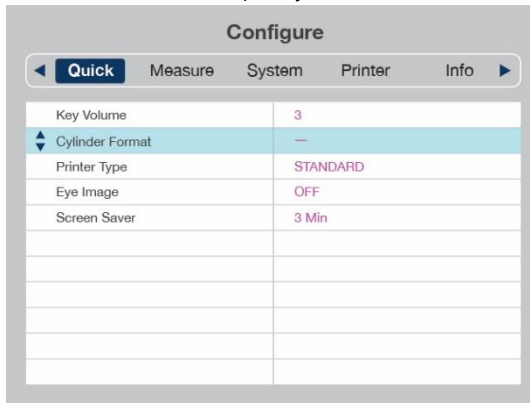 Configure
Quick Measure System Printer Info
Key Volume 3
Cylinder Format —
Printer Type STANDARD
Eye Image OFF
Screen Saver 3 Min